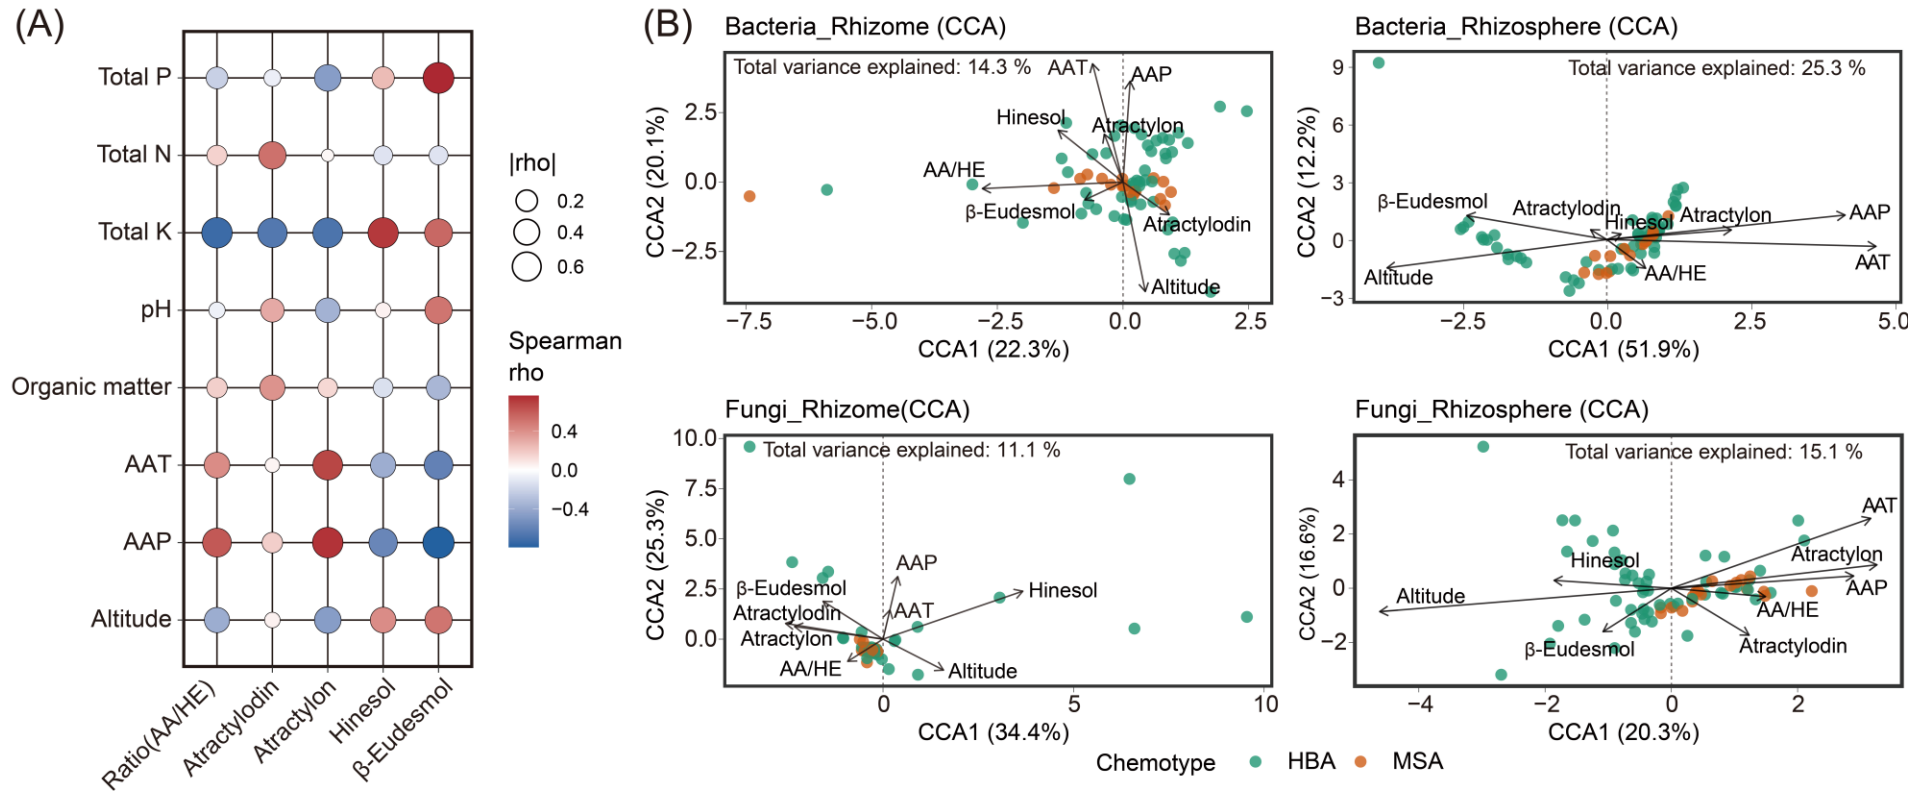 (A)
Total P
Total N
Total K
pH
Organic matter
AAT
AAP
Altitude
Ratio(AA/HE)
Atractylodin
Atractylon
Hinesol
β-Eudesmol
|rho|
0.2
0.4
0.6
Spearman
rho
0.4
0.0
−0.4
(B)
Bacteria_Rhizome (CCA)
Total variance explained: 14.3 %
AAT
AAP
Hinesol
Atractylon
AA/HE
β-Eudesmol
Atractylodin
Altitude
CCA2 (20.1%)
2.5
0.0
−2.5
−7.5
−5.0
−2.5
0.0
2.5
CCA1 (22.3%)
Bacteria_Rhizosphere (CCA)
Total variance explained: 25.3 %
β-Eudesmol
Atractylodin
Hinesol
Atractylon
AAP
AAT
AA/HE
Altitude
CCA2 (12.2%)
9
6
3
0
−3
−2.5
0.0
2.5
5.0
CCA1 (51.9%)
Fungi_Rhizome(CCA)
Total variance explained: 11.1 %
AAP
β-Eudesmol
Hinesol
Atractylodin
AAT
Atractylon
AA/HE
Altitude
CCA2 (25.3%)
10.0
7.5
5.0
2.5
0.0
0
5
10
CCA1 (34.4%)
Fungi_Rhizosphere (CCA)
Total variance explained: 15.1 %
AAT
Hinesol
Atractylon
AAP
Altitude
AA/HE
β-Eudesmol
Atractylodin
CCA2 (16.6%)
4
2
0
−2
−4
−2
0
2
CCA1 (20.3%)
Chemotype
HBA
MSA